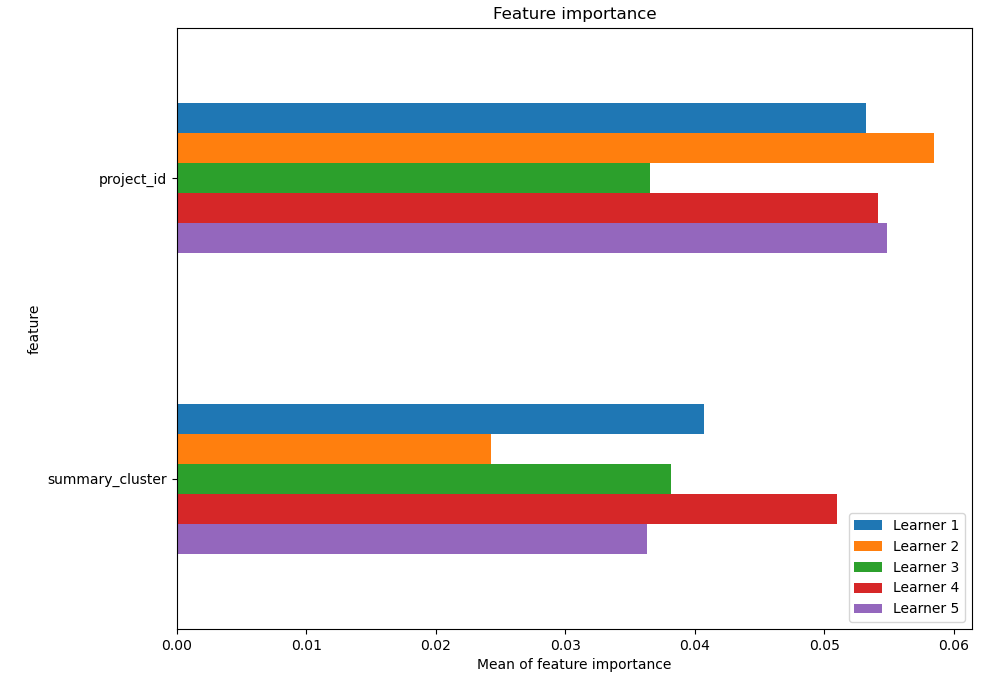 Feature importance
project_id
feature
summary_cluster
Learner 1
Learner 2
Learner 3
Learner 4
Learner 5
0.00 0.01 0.02 0.03 0.04 0.05 0.06
Mean of feature importance